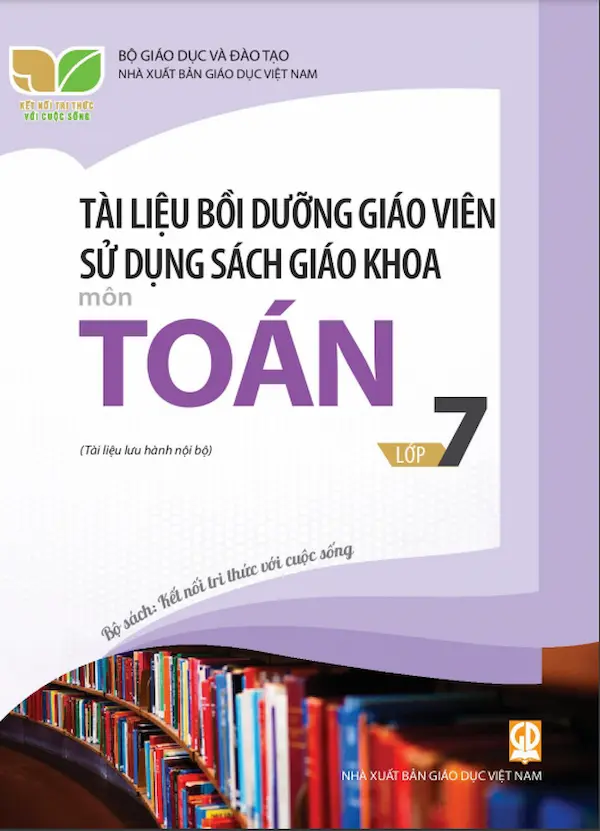 BỘ GIÁO DỤC VÀ ĐÀO TẠO
NHÀ XUẤT BẢN GIÁO DỤC VIỆT NAM
KẾT NỐI TRI THỨC
VỚI CUỘC SỐNG
TÀI LIỆU BỒI DƯỠNG GIÁO VIÊN
SỬ DỤNG SÁCH GIÁO KHOA
môn
TOÁN
LỚP 7
(Tài liệu lưu hành nội bộ)
Bộ sách: Kết nối tri thức với cuộc sống
GD
NHÀ XUẤT BẢN GIÁO DỤC VIỆT NAM